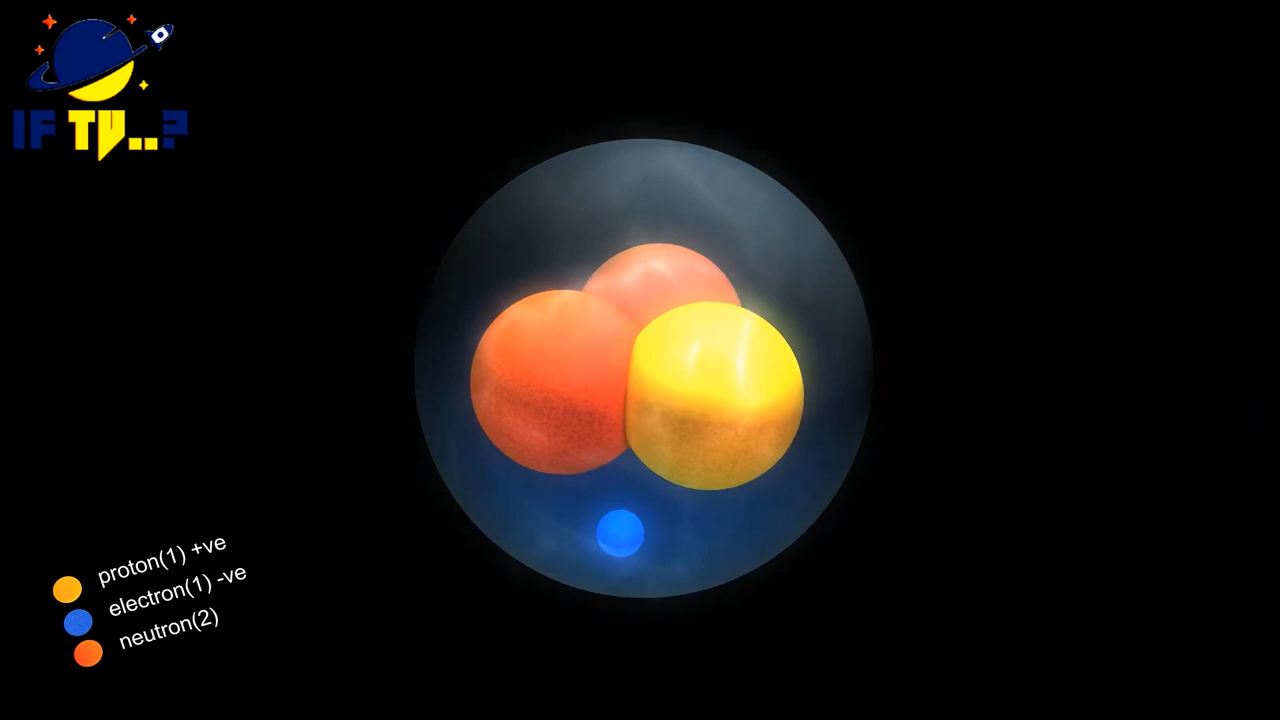 IF TV..?
proton(1) +ve
electron(1) -ve
neutron(2)